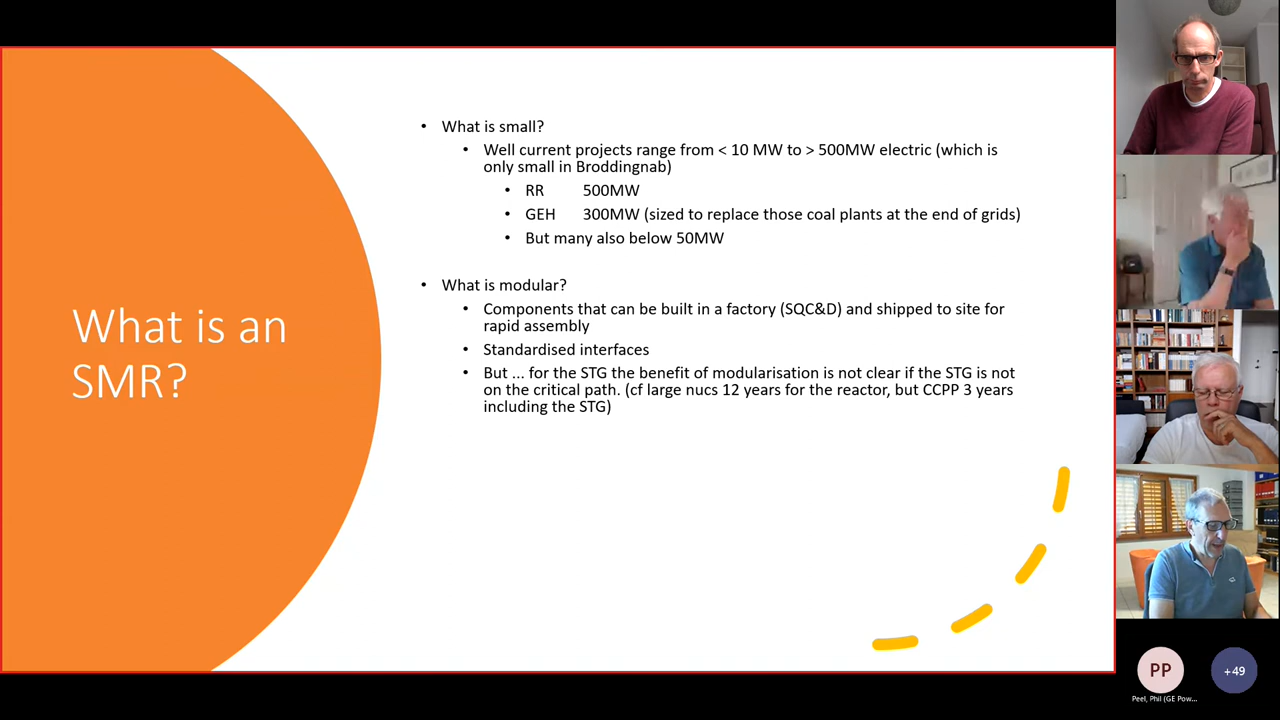 What is an
SMR?
• What is small?
• Well current projects range from < 10 MW to > 500MW electric (which is
only small in Broddingnab)
• RR 500MW
• GEH 300MW (sized to replace those coal plants at the end of grids)
• But many also below 50MW
• What is modular?
• Components that can be built in a factory (SQC&D) and shipped to site for
rapid assembly
• Standardised interfaces
• But ... for the STG the benefit of modularisation is not clear if the STG is not
on the critical path. (cf large nucs 12 years for the reactor, but CCPP 3 years
including the STG)
PP
+49
Peel, Phil (GE Pow...